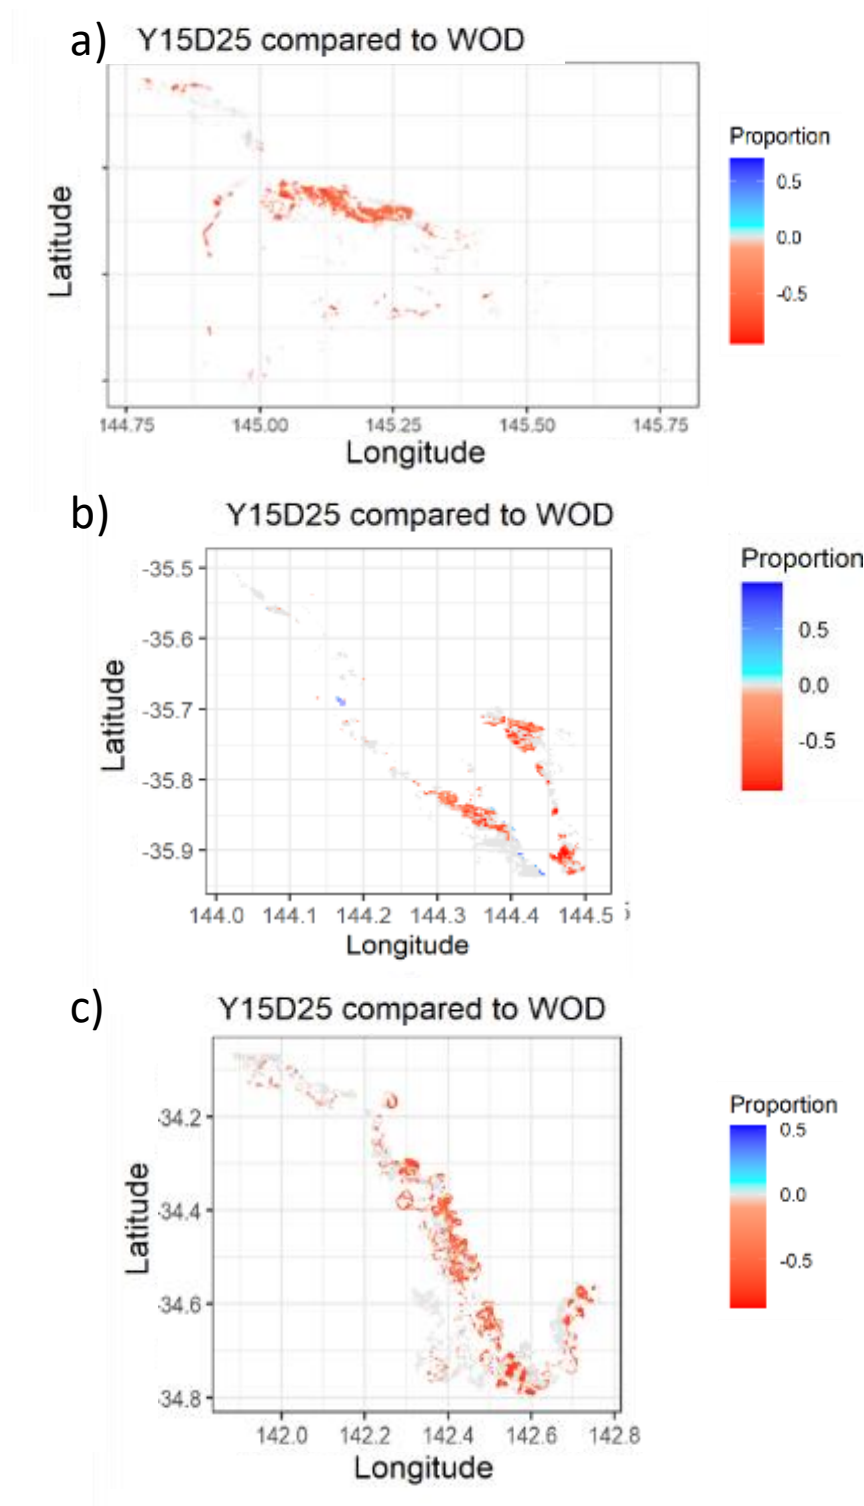 a) Y15D25 compared to WOD
Proportion
0.5
0.0
-0.5
Latitude
144.75 145.00 145.25 145.50 145.75
Longitude
b) Y15D25 compared to WOD
Proportion
0.5
0.0
-0.5
-35.5
-35.6
-35.7
-35.8
-35.9
Latitude
144.0 144.1 144.2 144.3 144.4 144.5
Longitude
c) Y15D25 compared to WOD
Proportion
0.5
0.0
-0.5
34.2
34.4
34.6
34.8
Latitude
142.0 142.2 142.4 142.6 142.8
Longitude